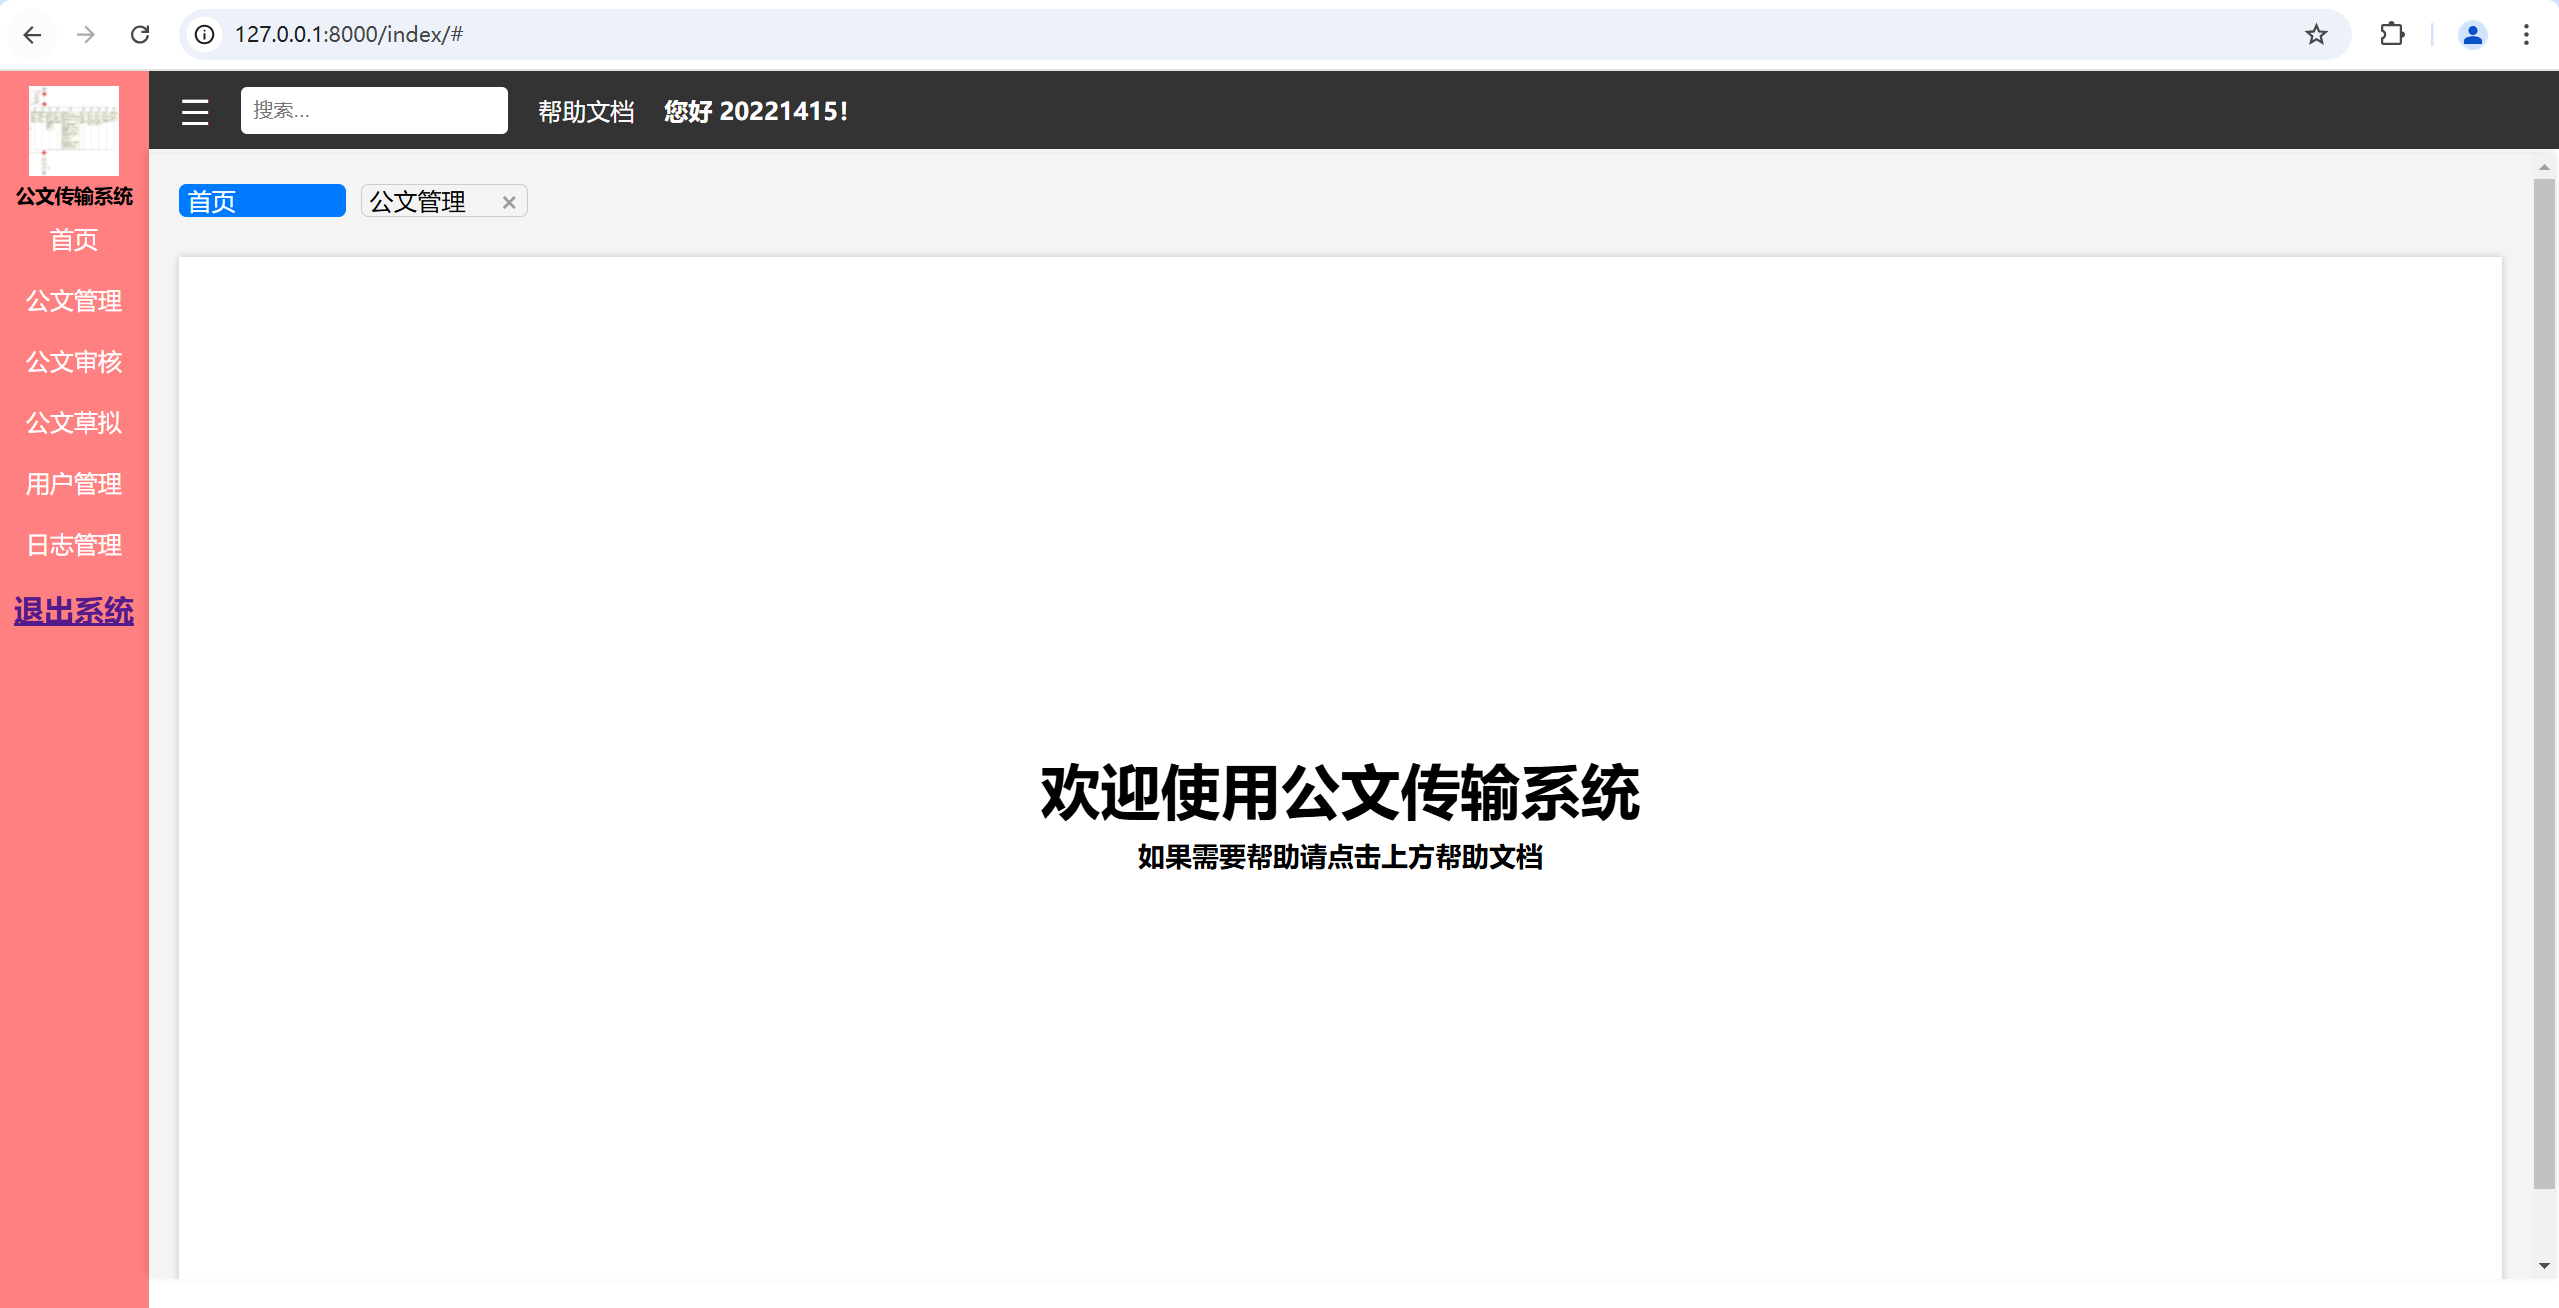 127.0.0.1:8000/index/#
公文传输系统
首页
公文管理
公文审核
公文草拟
用户管理
日志管理
退出系统
搜索...
帮助文档
您好 20221415！
首页
公文管理 ×
欢迎使用公文传输系统
如果需要帮助请点击上方帮助文档